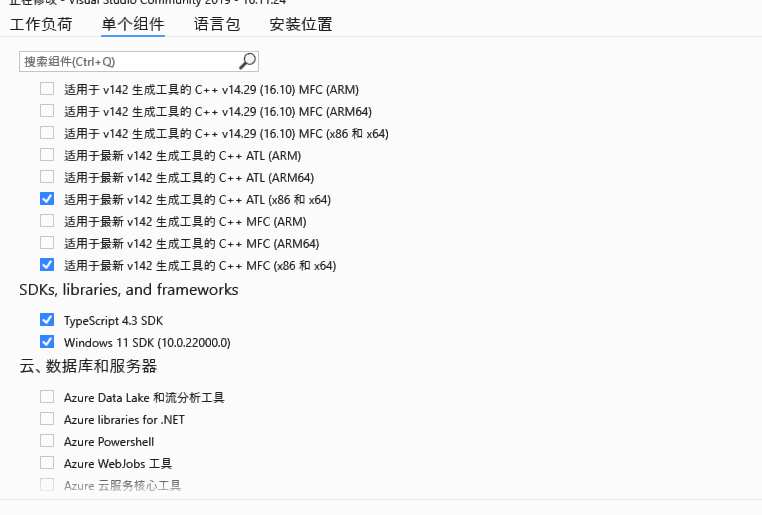 正在修改 - Visual Studio Community 2019 - 16.11.24
工作负荷 单个组件 语言包 安装位置
搜索组件(Ctrl+Q)
适用于 v142 生成工具的 C++ v14.29 (16.10) MFC (ARM)
适用于 v142 生成工具的 C++ v14.29 (16.10) MFC (ARM64)
适用于 v142 生成工具的 C++ v14.29 (16.10) MFC (x86 和 x64)
适用于最新 v142 生成工具的 C++ ATL (ARM)
适用于最新 v142 生成工具的 C++ ATL (ARM64)
适用于最新 v142 生成工具的 C++ ATL (x86 和 x64)
适用于最新 v142 生成工具的 C++ MFC (ARM)
适用于最新 v142 生成工具的 C++ MFC (ARM64)
适用于最新 v142 生成工具的 C++ MFC (x86 和 x64)
SDKs, libraries, and frameworks
TypeScript 4.3 SDK
Windows 11 SDK (10.0.22000.0)
云、数据库和服务器
Azure Data Lake 和流分析工具
Azure libraries for .NET
Azure Powershell
Azure WebJobs 工具
Azure 云服务核心工具